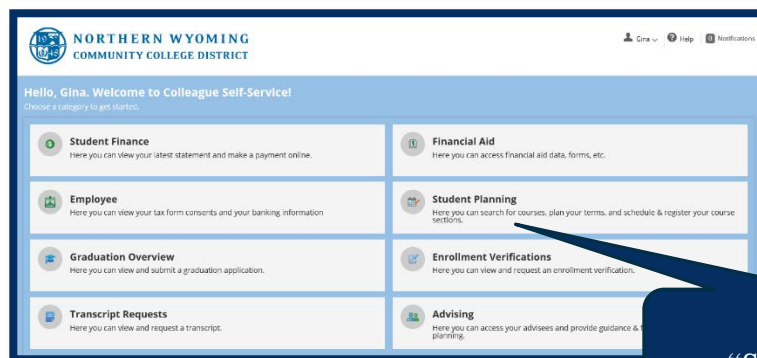 NORTHERN WYOMING
COMMUNITY COLLEGE DISTRICT
Gina
Help
0 Notifications
Hello, Gina. Welcome to Colleague Self-Service!
Choose a category to get started.
Student Finance
Here you can view your latest statement and make a payment online.
Financial Aid
Here you can access financial aid data, forms, etc.
Employee
Here you can view your tax form consents and your banking information
Student Planning
Here you can search for courses, plan your terms, and schedule & register your course
sections.
Graduation Overview
Here you can view and submit a graduation application.
Enrollment Verifications
Here you can view and request an enrollment verification.
Transcript Requests
Here you can view and request a transcript.
Advising
Here you can access your advisees and provide guidance &
planning.